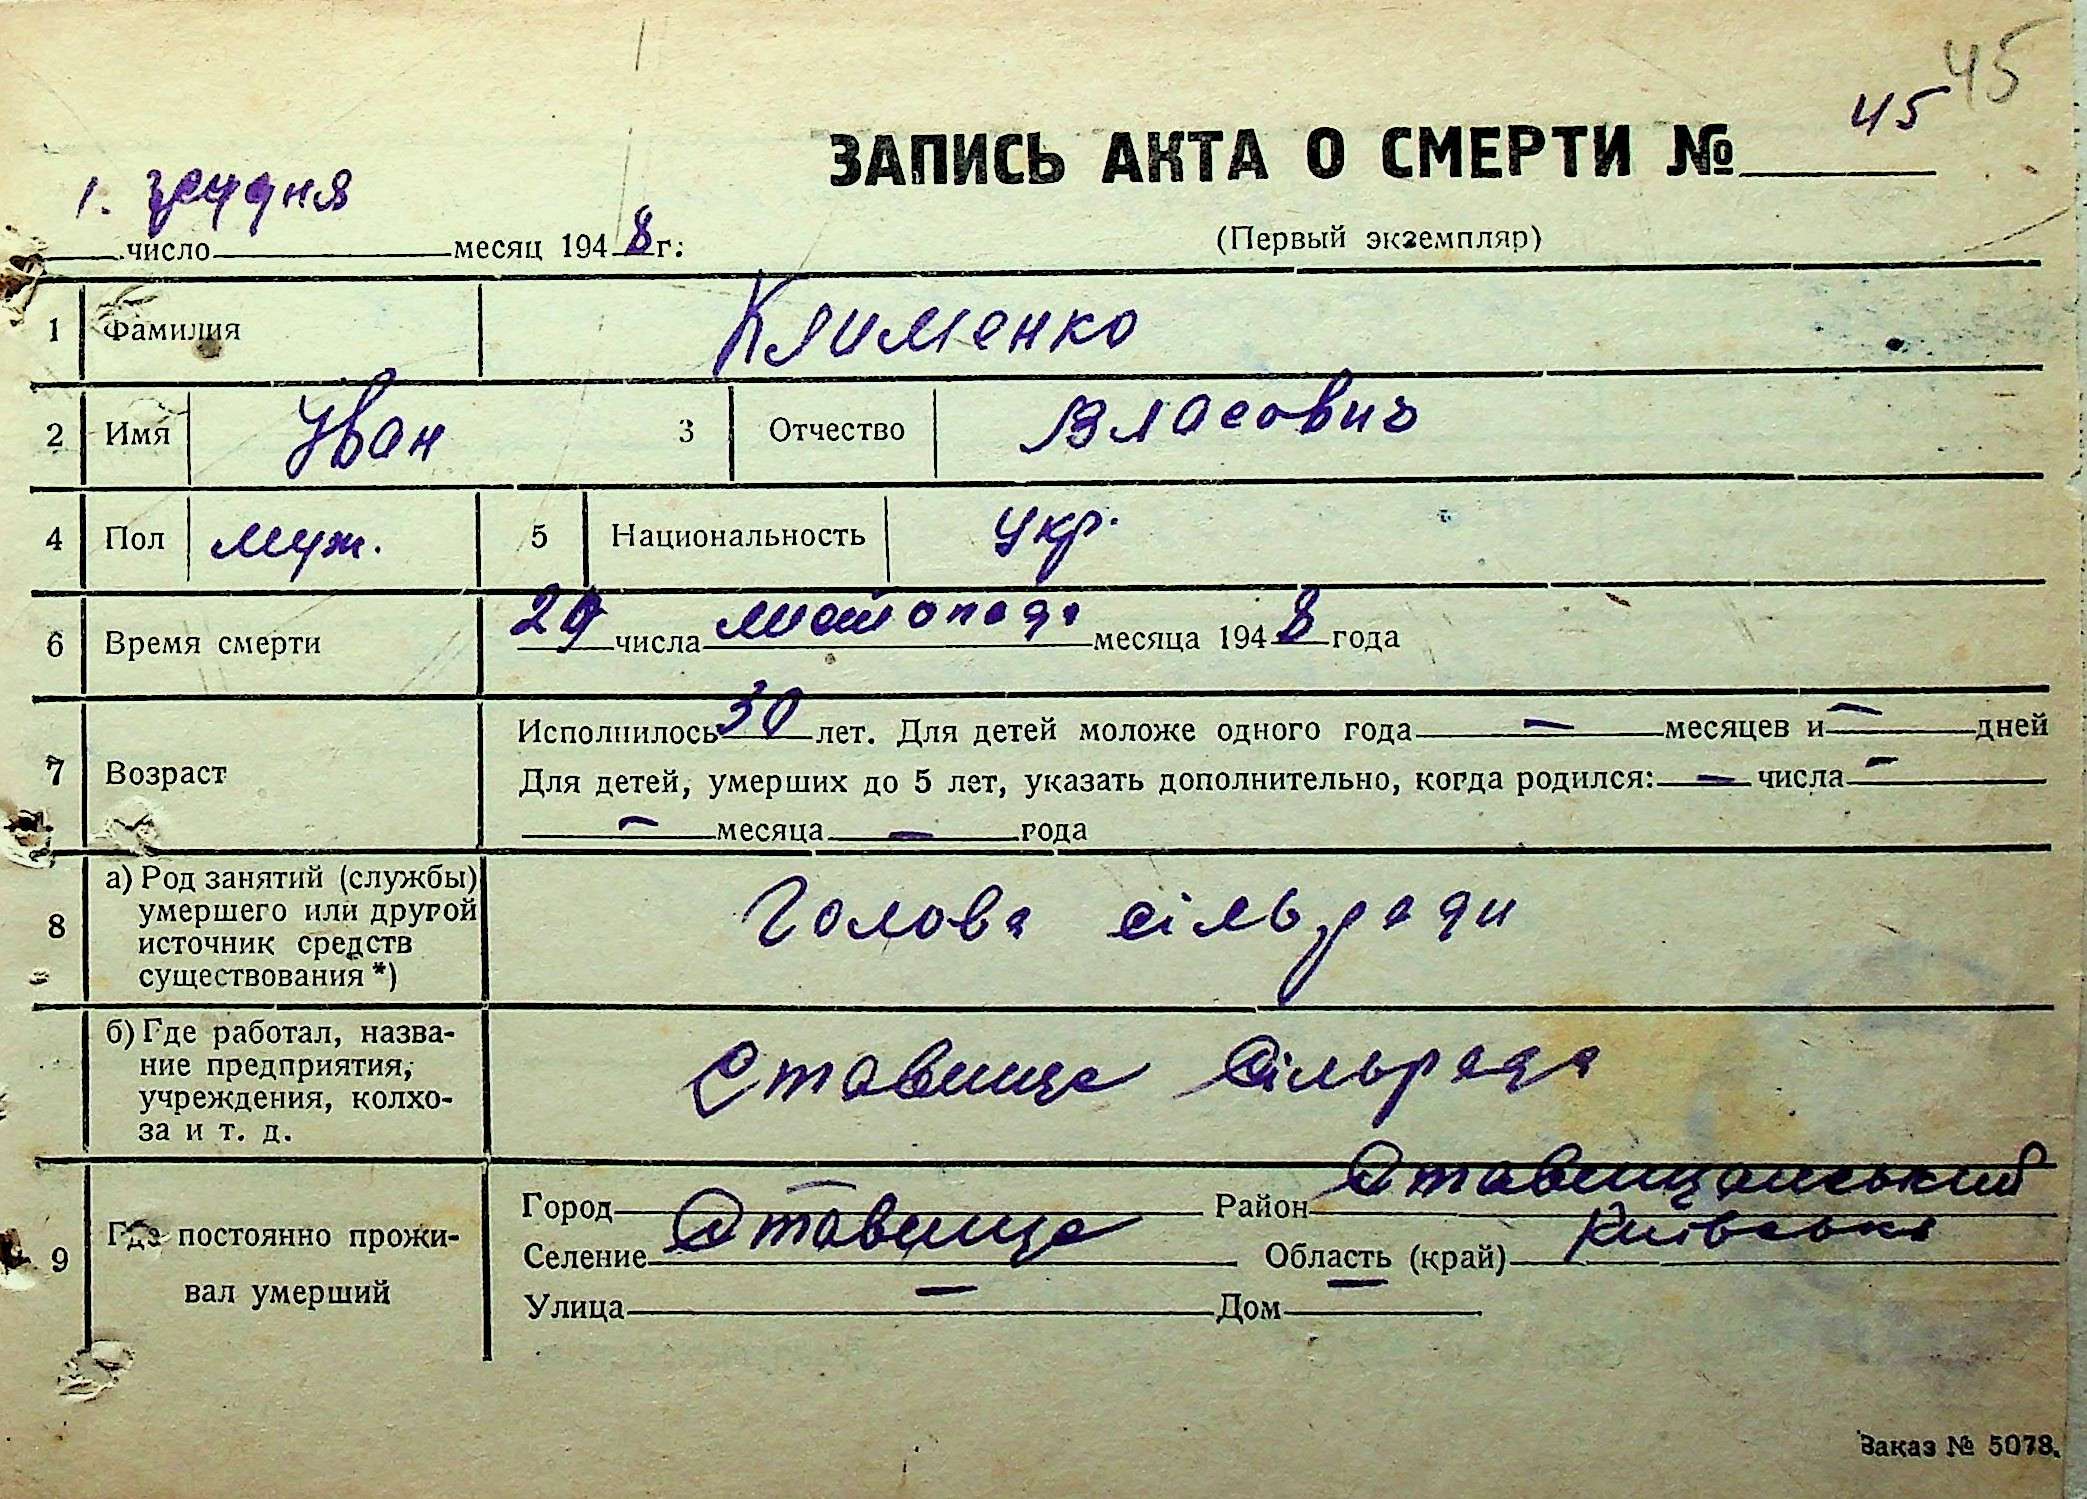 45
45
ЗАПИСЬ АКТА О СМЕРТИ №
1. грудня
число месяц 1948 г.
(Первый экземпляр)
1 Фамилия Клименко
2 Имя Іван 3 Отчество Власович
4 Пол муж. 5 Национальность укр.
6 Время смерти 29 числа листопада месяца 1948 года
7 Возраст
Исполнилось 30 лет. Для детей моложе одного года — месяцев и — дней
Для детей, умерших до 5 лет, указать дополнительно, когда родился: — числа —
— месяца — года
8
а) Род занятий (службы)
умершего или другой
источник средств
существования *)
Голова сільради
б) Где работал, назва-
ние предприятия,
учреждения, колхо-
за и т. д.
Ставище Сільрада
9 Где постоянно прожи-
вал умерший
Город — Район Ставищанський
Селение Ставище Область (край) Київська
Улица — Дом —
Заказ № 5078.